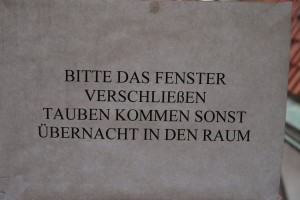 BITTE DAS FENSTER
VERSCHLIEßEN
TAUBEN KOMMEN SONST
ÜBERNACHT IN DEN RAUM